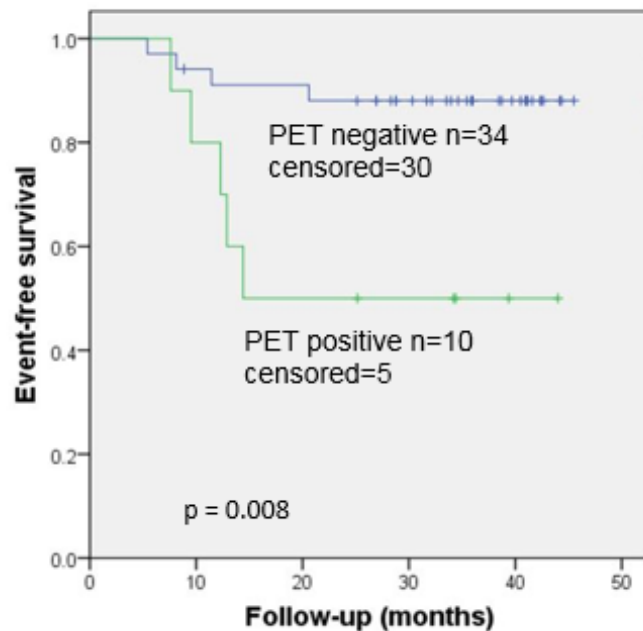 Event-free survival
1.0
0.8
0.6
0.4
0.2
0.0
PET negative n=34
censored=30
PET positive n=10
censored=5
p = 0.008
0 10 20 30 40 50
Follow-up (months)